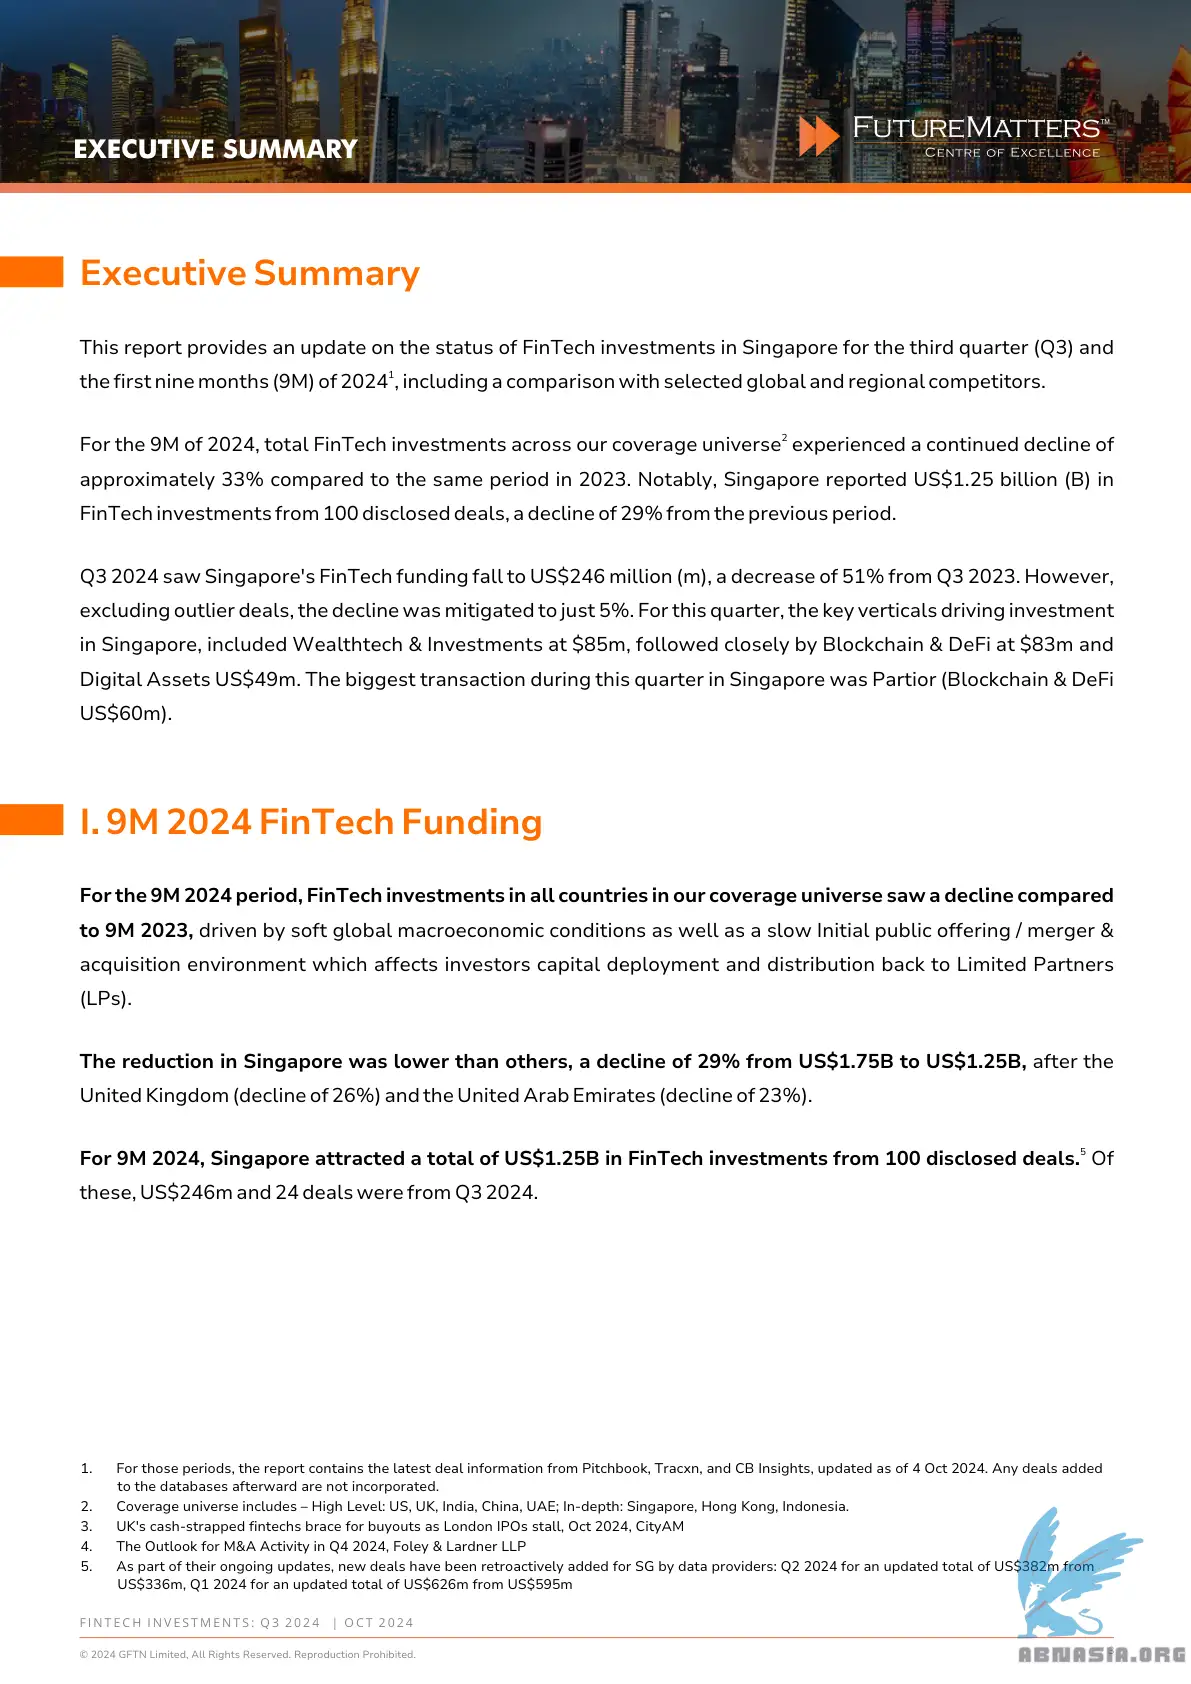 EXECUTIVE SUMMARY
FUTUREMATTERS™
CENTRE OF EXCELLENCE
Executive Summary
This report provides an update on the status of FinTech investments in Singapore for the third quarter (Q3) and
the first nine months (9M) of 2024¹, including a comparison with selected global and regional competitors.
For the 9M of 2024, total FinTech investments across our coverage universe² experienced a continued decline of
approximately 33% compared to the same period in 2023. Notably, Singapore reported US$1.25 billion (B) in
FinTech investments from 100 disclosed deals, a decline of 29% from the previous period.
Q3 2024 saw Singapore's FinTech funding fall to US$246 million (m), a decrease of 51% from Q3 2023. However,
excluding outlier deals, the decline was mitigated to just 5%. For this quarter, the key verticals driving investment
in Singapore, included Wealthtech & Investments at $85m, followed closely by Blockchain & DeFi at $83m and
Digital Assets US$49m. The biggest transaction during this quarter in Singapore was Partior (Blockchain & DeFi
US$60m).
I. 9M 2024 FinTech Funding
For the 9M 2024 period, FinTech investments in all countries in our coverage universe saw a decline compared
to 9M 2023, driven by soft global macroeconomic conditions as well as a slow Initial public offering / merger &
acquisition environment which affects investors capital deployment and distribution back to Limited Partners
(LPs).
The reduction in Singapore was lower than others, a decline of 29% from US$1.75B to US$1.25B, after the
United Kingdom (decline of 26%) and the United Arab Emirates (decline of 23%).
For 9M 2024, Singapore attracted a total of US$1.25B in FinTech investments from 100 disclosed deals.⁵ Of
these, US$246m and 24 deals were from Q3 2024.
1. For those periods, the report contains the latest deal information from Pitchbook, Tracxn, and CB Insights, updated as of 4 Oct 2024. Any deals added
to the databases afterward are not incorporated.
2. Coverage universe includes – High Level: US, UK, India, China, UAE; In-depth: Singapore, Hong Kong, Indonesia.
3. UK's cash-strapped fintechs brace for buyouts as London IPOs stall, Oct 2024, CityAM
4. The Outlook for M&A Activity in Q4 2024, Foley & Lardner LLP
5. As part of their ongoing updates, new deals have been retroactively added for SG by data providers: Q2 2024 for an updated total of US$382m from
US$336m, Q1 2024 for an updated total of US$626m from US$595m
FINTECH INVESTMENTS: Q3 2024 | OCT 2024
© 2024 GFTN Limited, All Rights Reserved. Reproduction Prohibited.
ABNASIA.ORG